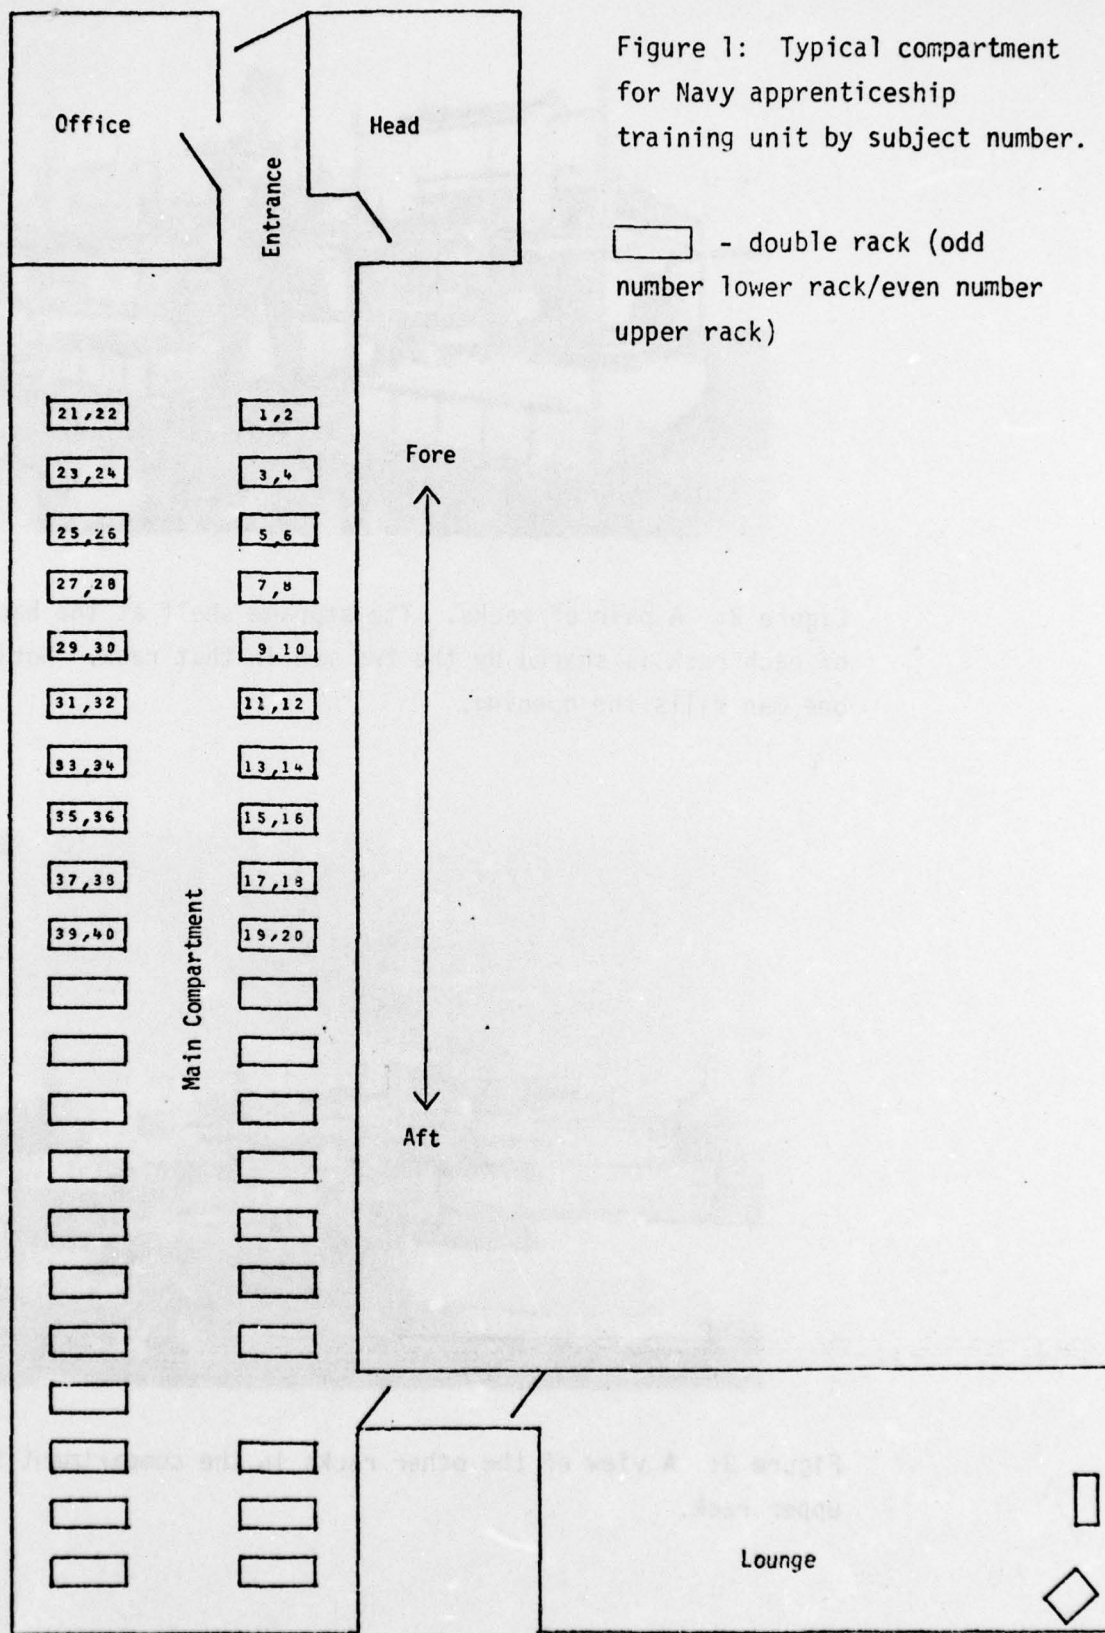 Figure 1: Typical compartment
for Navy apprenticeship
training unit by subject number.
- double rack (odd
number lower rack/even number
upper rack)
Office
Head
Entrance
21,22
1,2
23,24
3,4
25,26
5,6
27,28
7,8
29,30
9,10
31,32
11,12
33,34
13,14
35,36
15,16
37,38
17,18
39,40
19,20
Fore
Aft
Main Compartment
Lounge